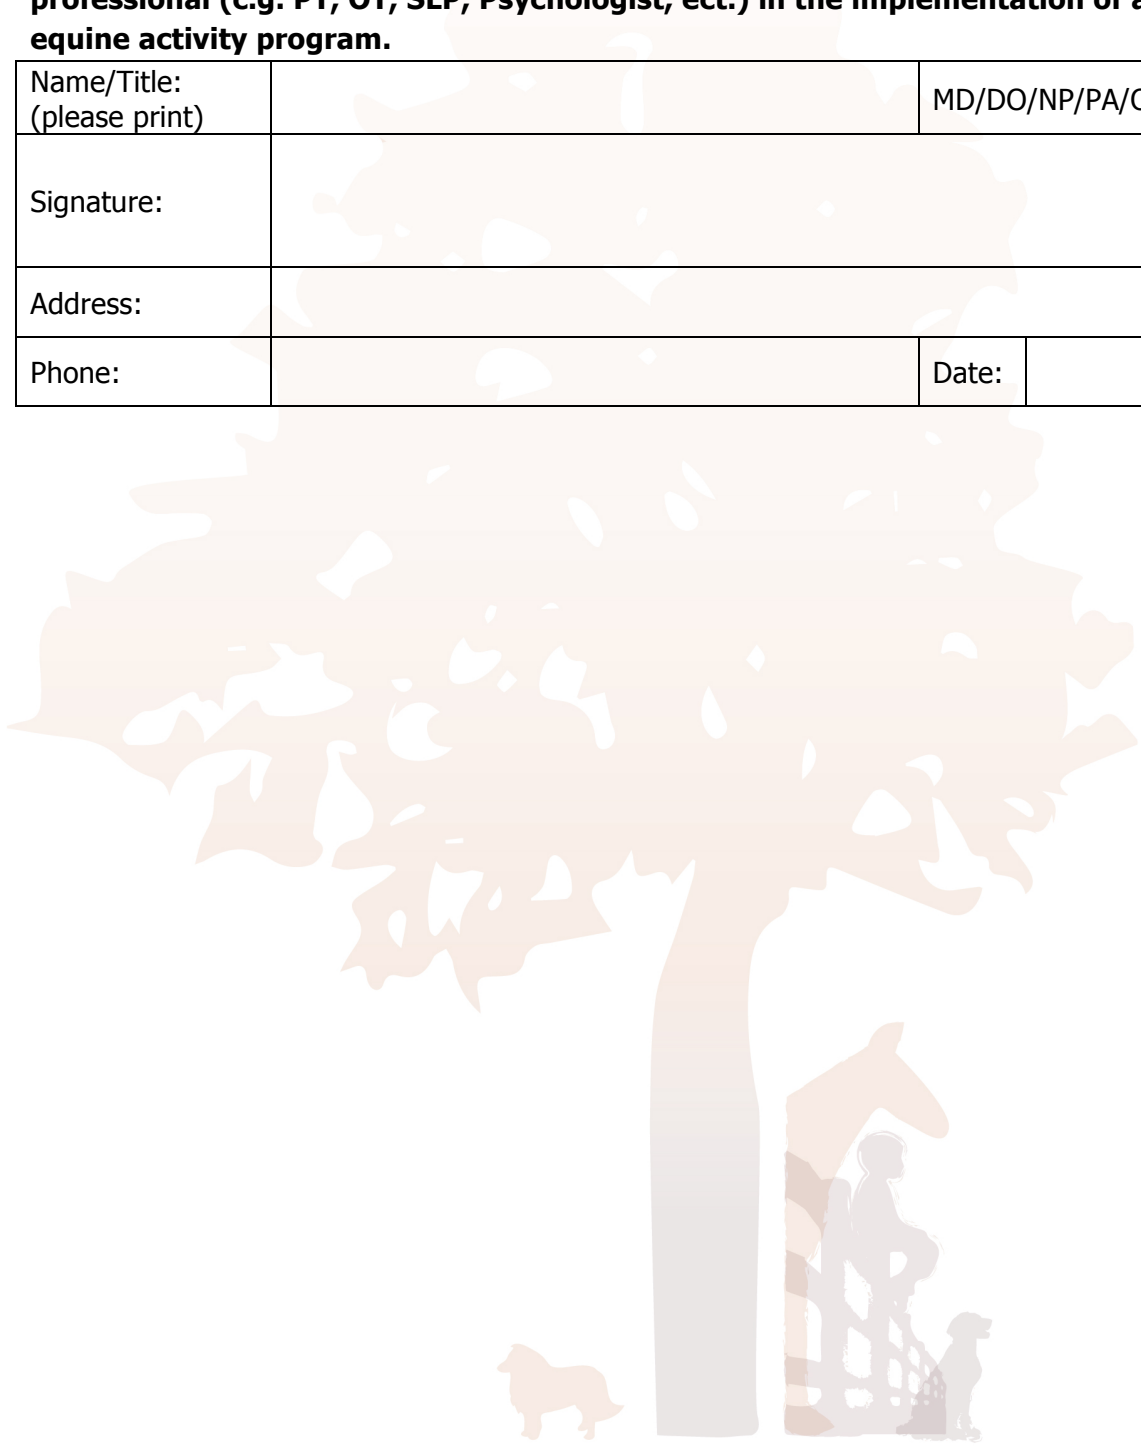 professional (e.g. PT, OT, SLP, Psychologist, ect.) in the implementation of a
equine activity program.
Name/Title:
(please print)
MD/DO/NP/PA/O
Signature:
Address:
Phone:
Date: